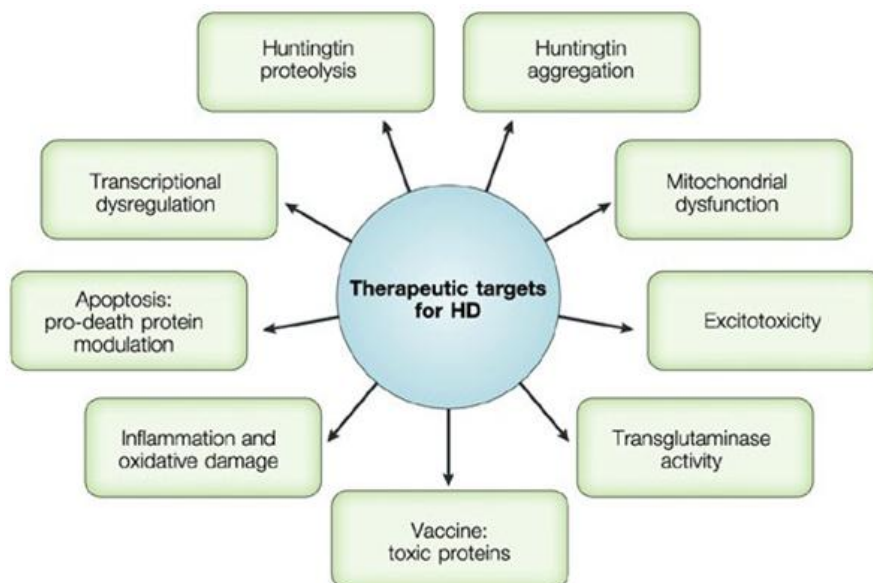 Huntingtin
proteolysis
Huntingtin
aggregation
Transcriptional
dysregulation
Mitochondrial
dysfunction
Therapeutic targets
for HD
Apoptosis:
pro-death protein
modulation
Excitotoxicity
Inflammation and
oxidative damage
Transglutaminase
activity
Vaccine:
toxic proteins